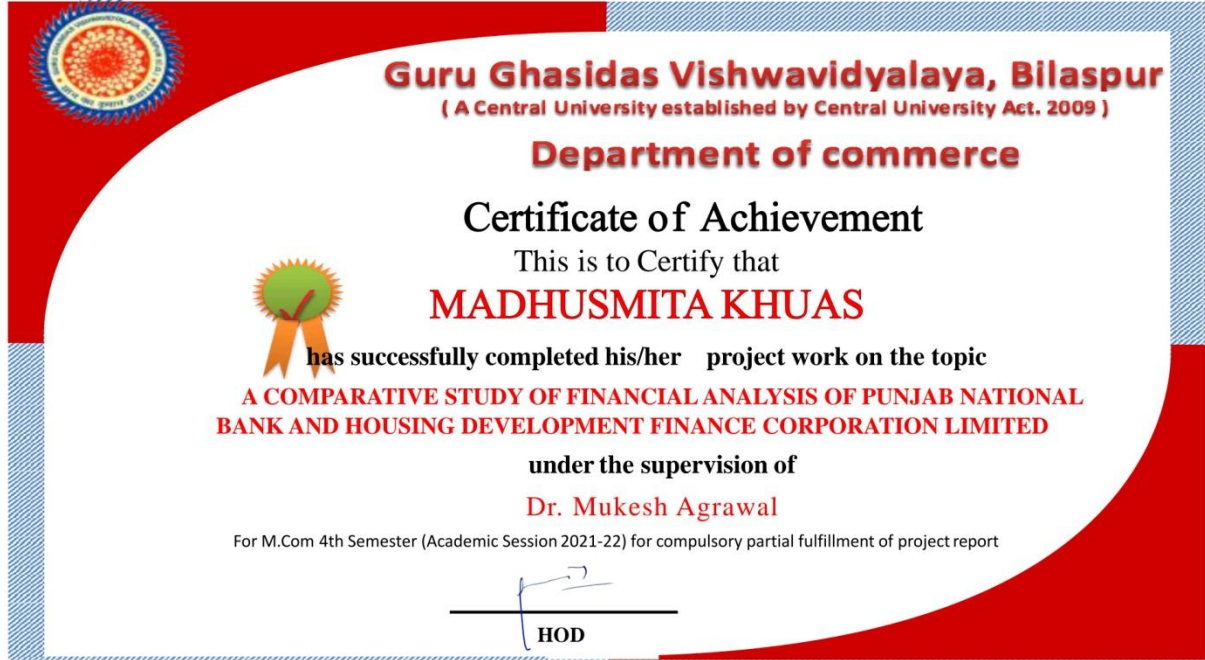 Guru Ghasidas Vishwavidyalaya, Bilaspur
( A Central University established by Central University Act. 2009 )
Department of commerce
Certificate of Achievement
This is to Certify that
MADHUSMITA KHUAS
has successfully completed his/her project work on the topic
A COMPARATIVE STUDY OF FINANCIAL ANALYSIS OF PUNJAB NATIONAL
BANK AND HOUSING DEVELOPMENT FINANCE CORPORATION LIMITED
under the supervision of
Dr. Mukesh Agrawal
For M.Com 4th Semester (Academic Session 2021-22) for compulsory partial fulfillment of project report
HOD